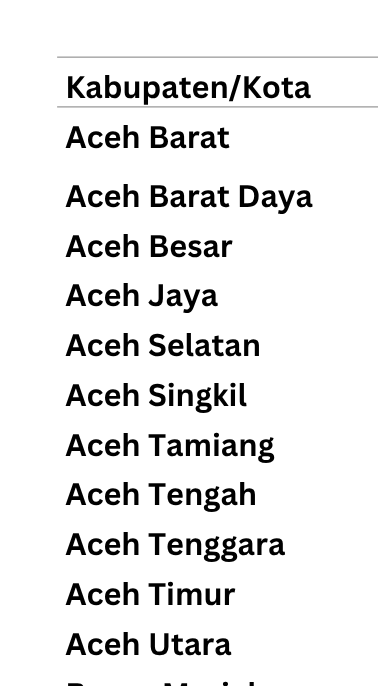 Kabupaten/Kota
Aceh Barat
Aceh Barat Daya
Aceh Besar
Aceh Jaya
Aceh Selatan
Aceh Singkil
Aceh Tamiang
Aceh Tengah
Aceh Tenggara
Aceh Timur
Aceh Utara